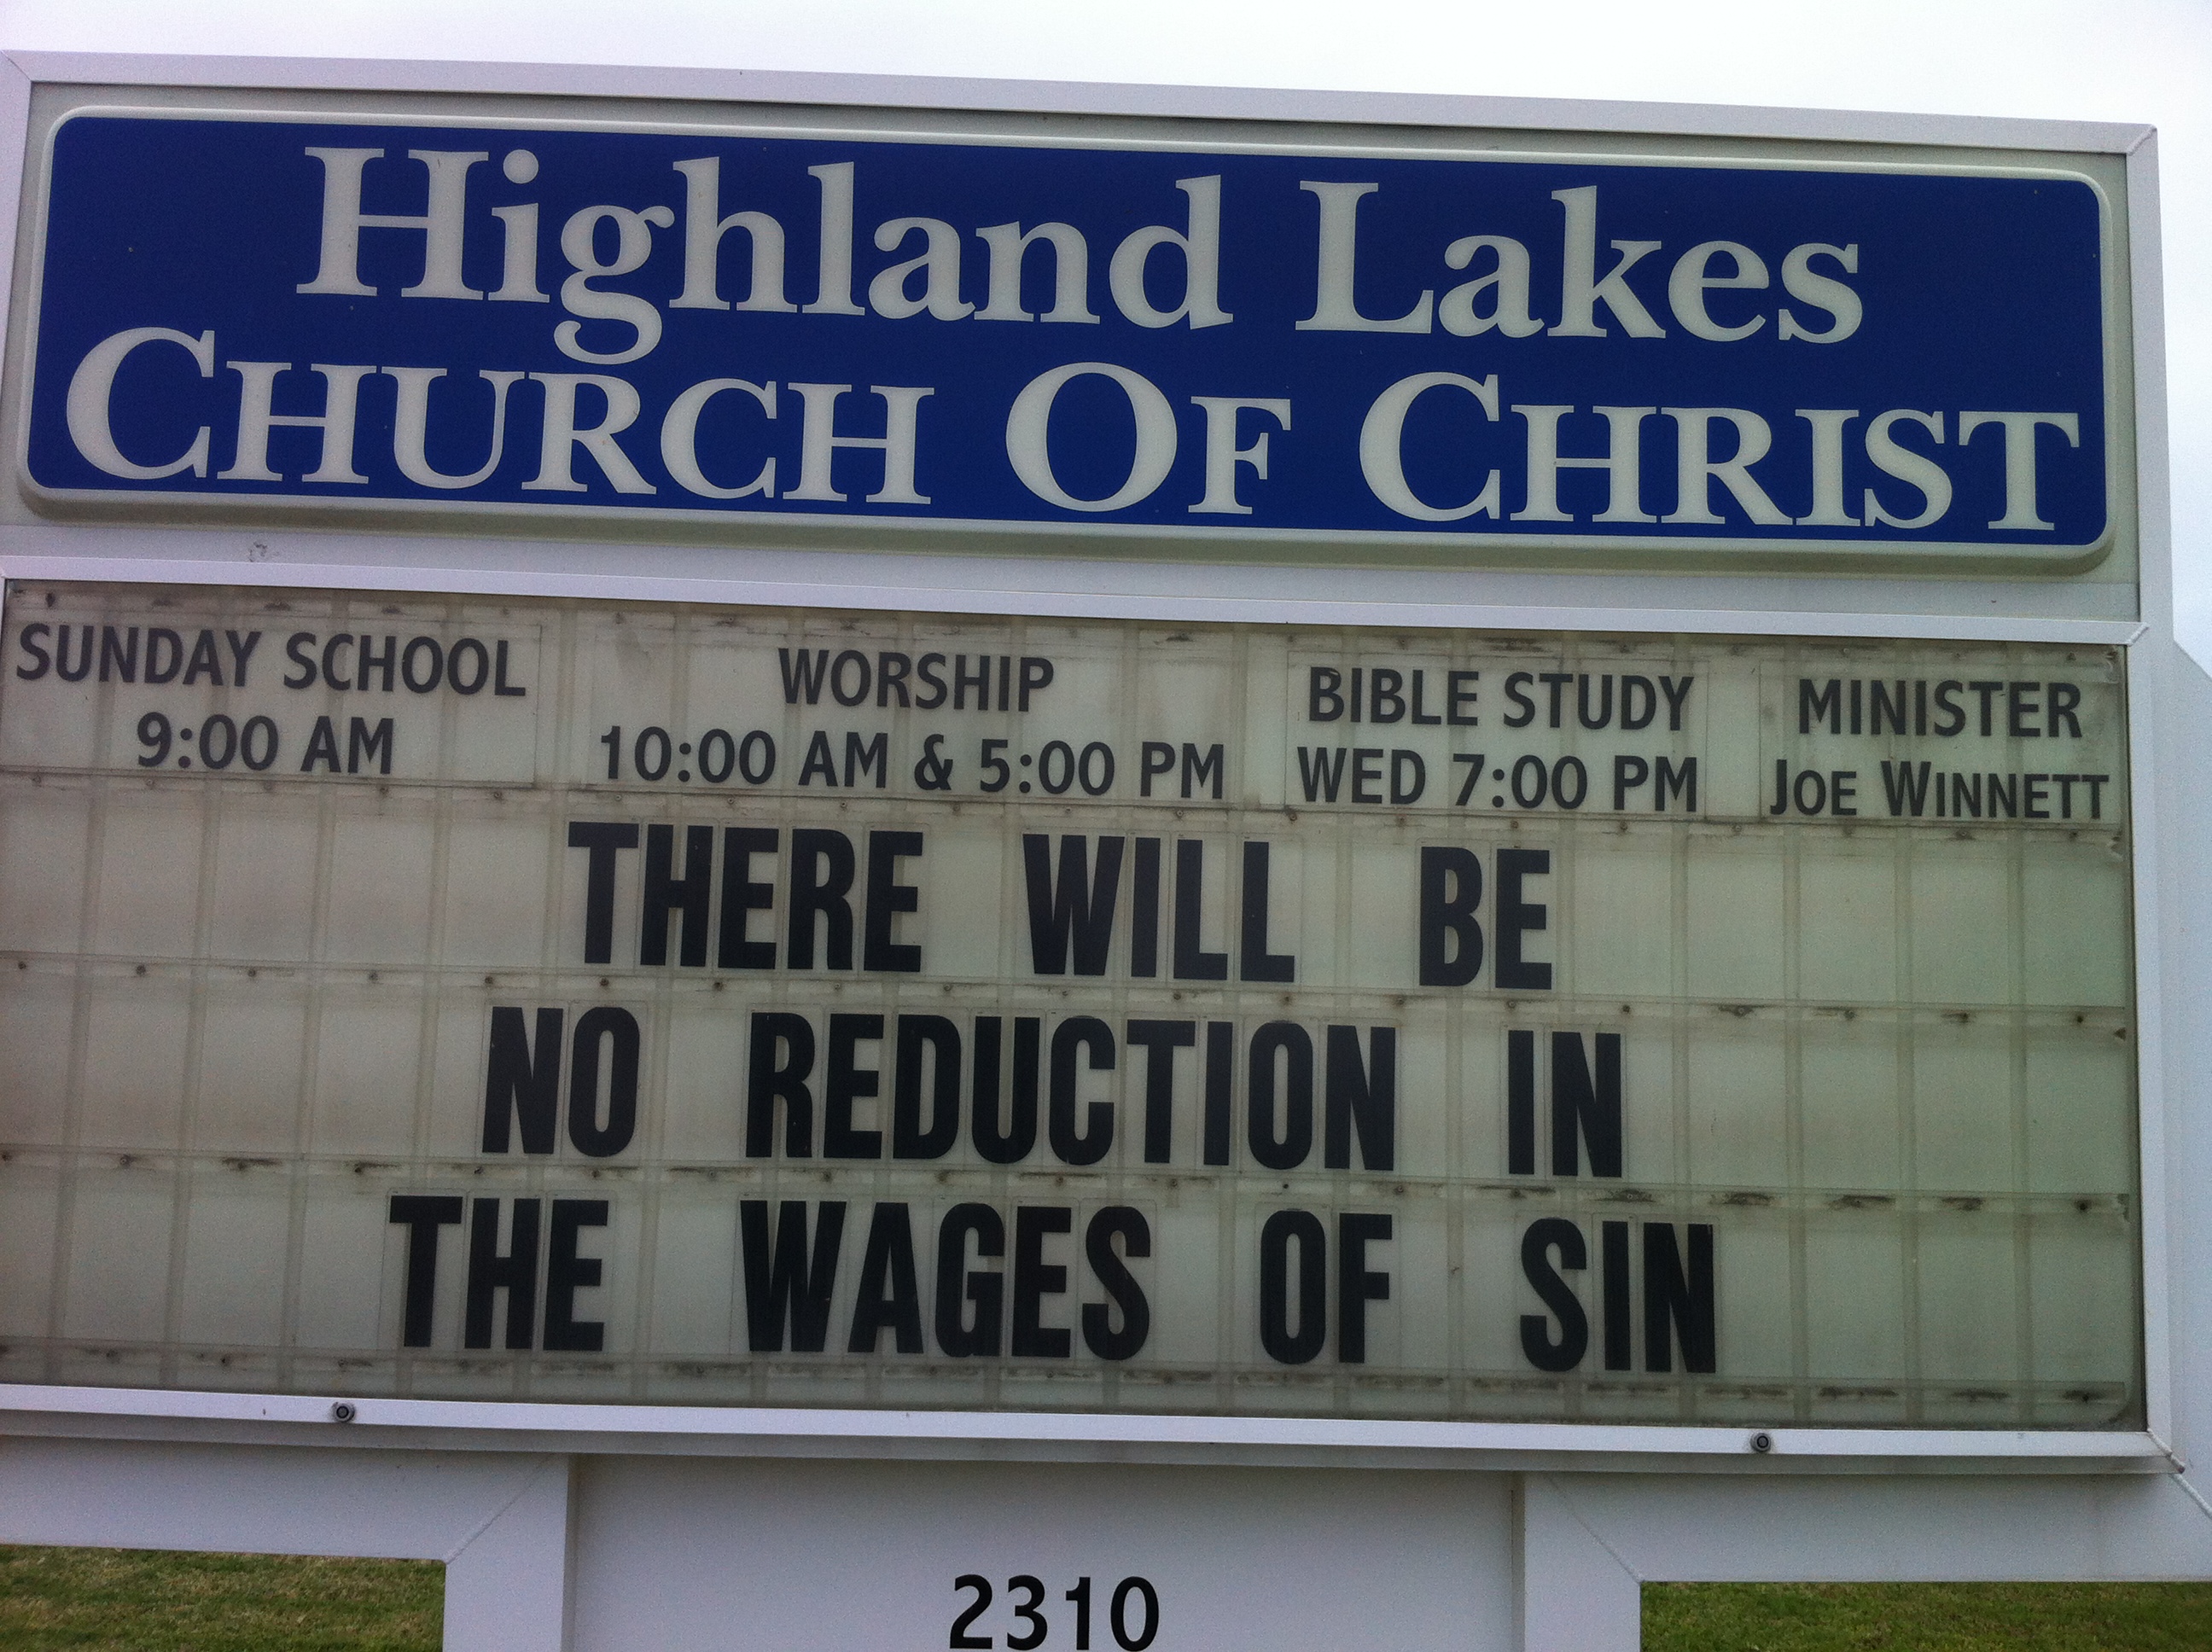 Highland Lakes
CHURCH OF CHRIST
SUNDAY SCHOOL
9:00 AM
WORSHIP
10:00 AM & 5:00 PM
BIBLE STUDY
WED 7:00 PM
MINISTER
JOE WINNETT
THERE WILL BE
NO REDUCTION IN
THE WAGES OF SIN
2310